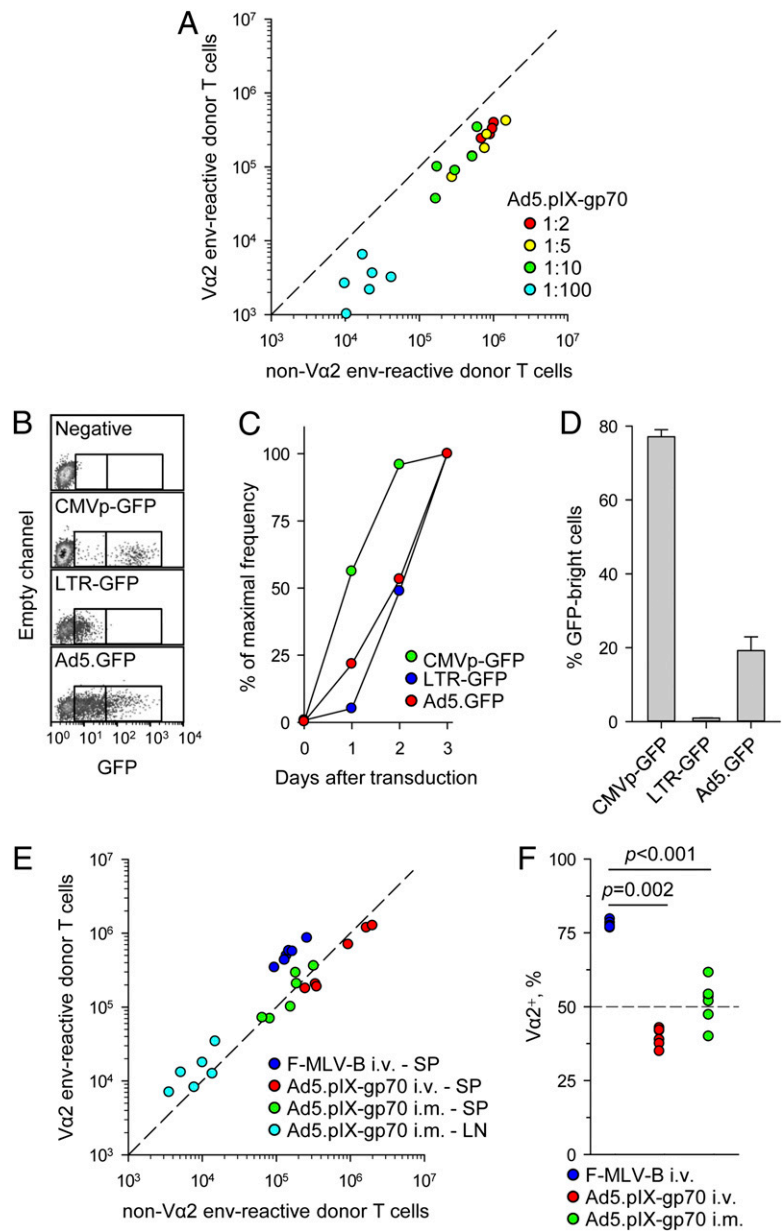 A
Vα2 env-reactive donor T cells
10⁷
10⁶
10⁵
10⁴
10³
Ad5.pIX-gp70
1:2
1:5
1:10
1:100
10³ 10⁴ 10⁵ 10⁶ 10⁷
non-Vα2 env-reactive donor T cells
B
Empty channel
Negative
CMVp-GFP
LTR-GFP
Ad5.GFP
10⁰ 10¹ 10² 10³ 10⁴
GFP
C
% of maximal frequency
100
75
50
25
0
CMVp-GFP
LTR-GFP
Ad5.GFP
0 1 2 3
Days after transduction
D
% GFP-bright cells
80
60
40
20
0
CMVp-GFP
LTR-GFP
Ad5.GFP
E
Vα2 env-reactive donor T cells
10⁷
10⁶
10⁵
10⁴
10³
F-MLV-B i.v. - SP
Ad5.pIX-gp70 i.v. - SP
Ad5.pIX-gp70 i.m. - SP
Ad5.pIX-gp70 i.m. - LN
10³ 10⁴ 10⁵ 10⁶ 10⁷
non-Vα2 env-reactive donor T cells
F
Vα2⁺, %
100
75
50
25
0
p<0.001
p=0.002
F-MLV-B i.v.
Ad5.pIX-gp70 i.v.
Ad5.pIX-gp70 i.m.